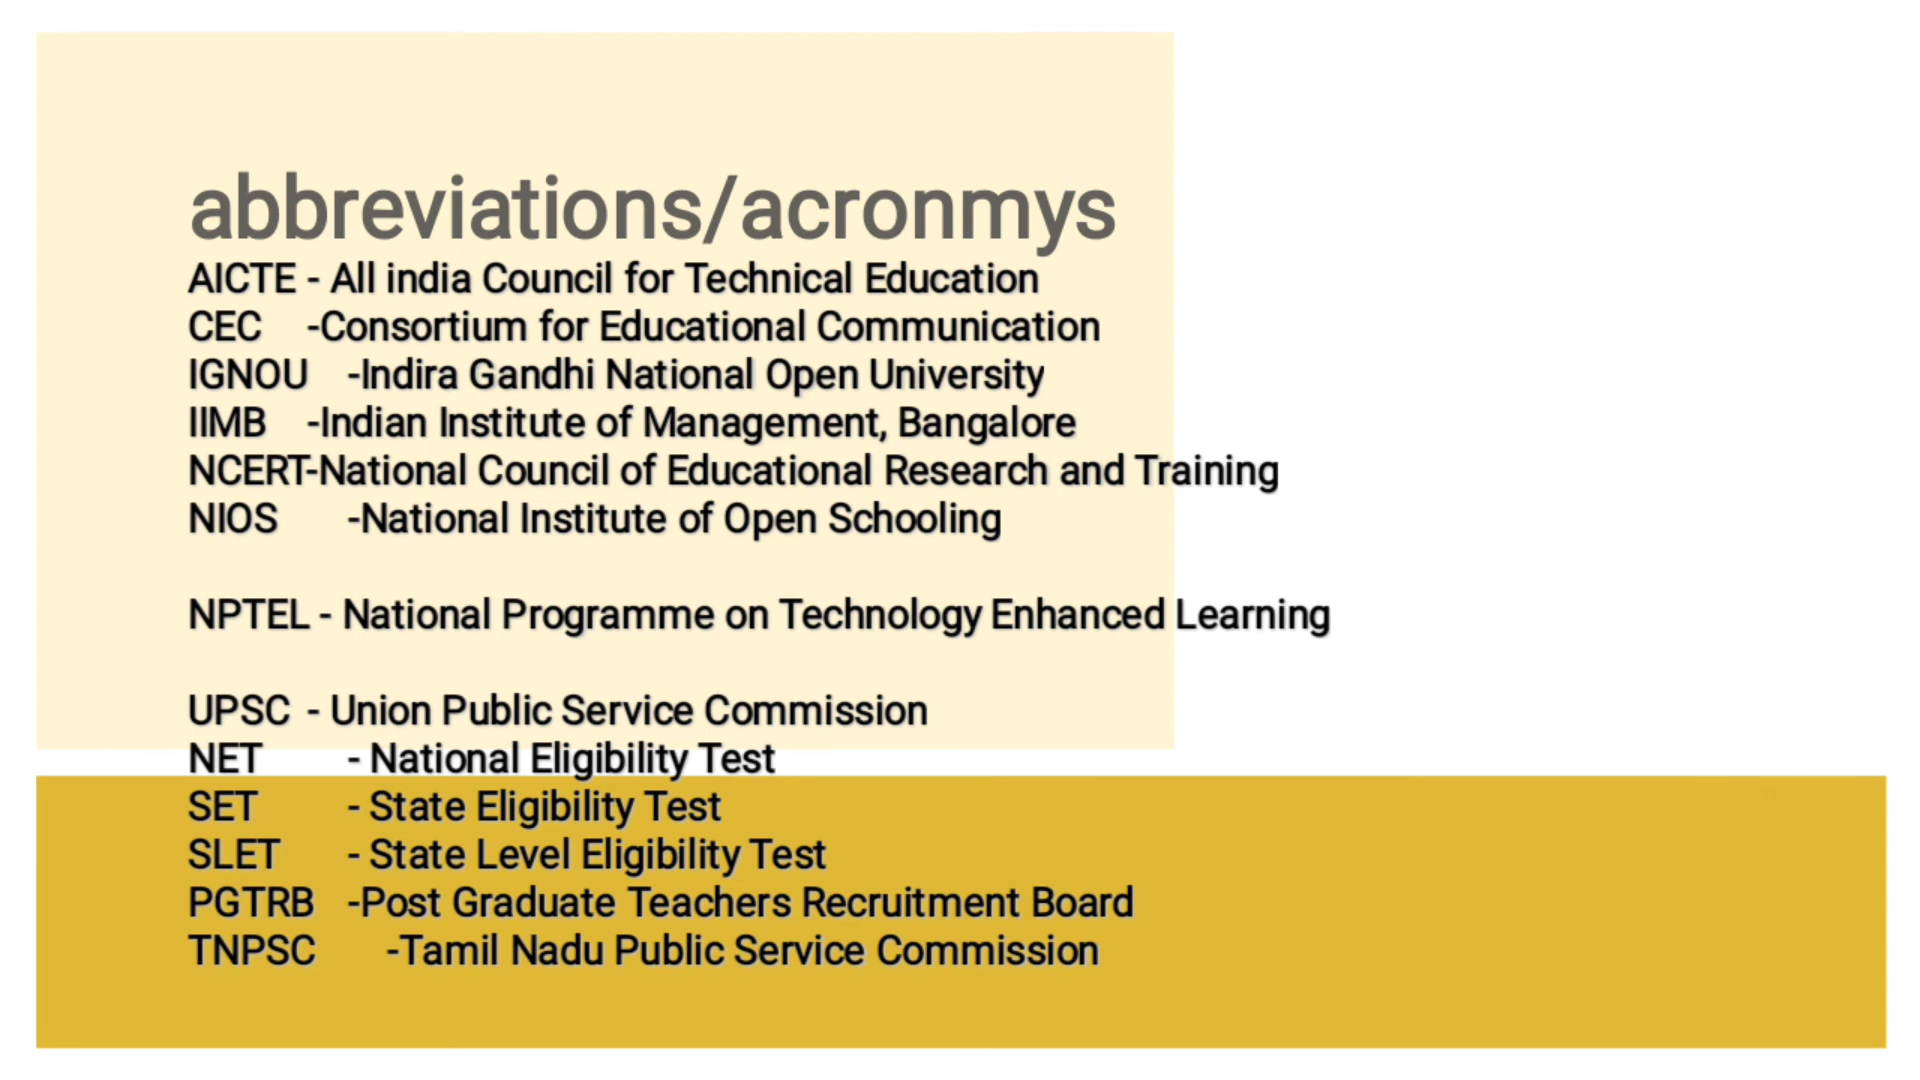 abbreviations/acronmys
AICTE - All india Council for Technical Education
CEC -Consortium for Educational Communication
IGNOU -Indira Gandhi National Open University
IIMB -Indian Institute of Management, Bangalore
NCERT-National Council of Educational Research and Training
NIOS -National Institute of Open Schooling
NPTEL - National Programme on Technology Enhanced Learning
UPSC - Union Public Service Commission
NET - National Eligibility Test
SET - State Eligibility Test
SLET - State Level Eligibility Test
PGTRB -Post Graduate Teachers Recruitment Board
TNPSC -Tamil Nadu Public Service Commission